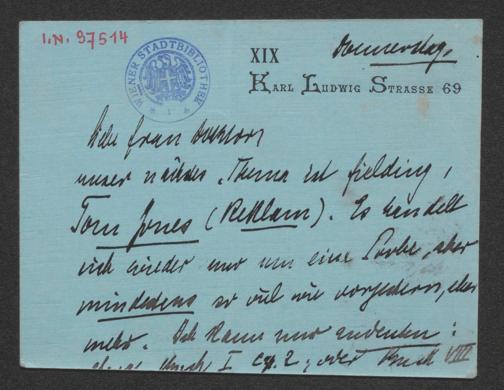 I.N. 97514
WIENER STADTBIBLIOTHEK
Donnerstag.
XIX
KARL LUDWIG STRASSE 69
Liebe Frau Doktor,
unser nächstes Thema ist Fielding,
Tom Jones (Reklam). Es handelt
sich wieder nur um eine Probe, aber
mindestens so viel wie vorgestern, eher
mehr. Ich kann nur andeuten:
Buch I cp. 2, oder Buch VIII